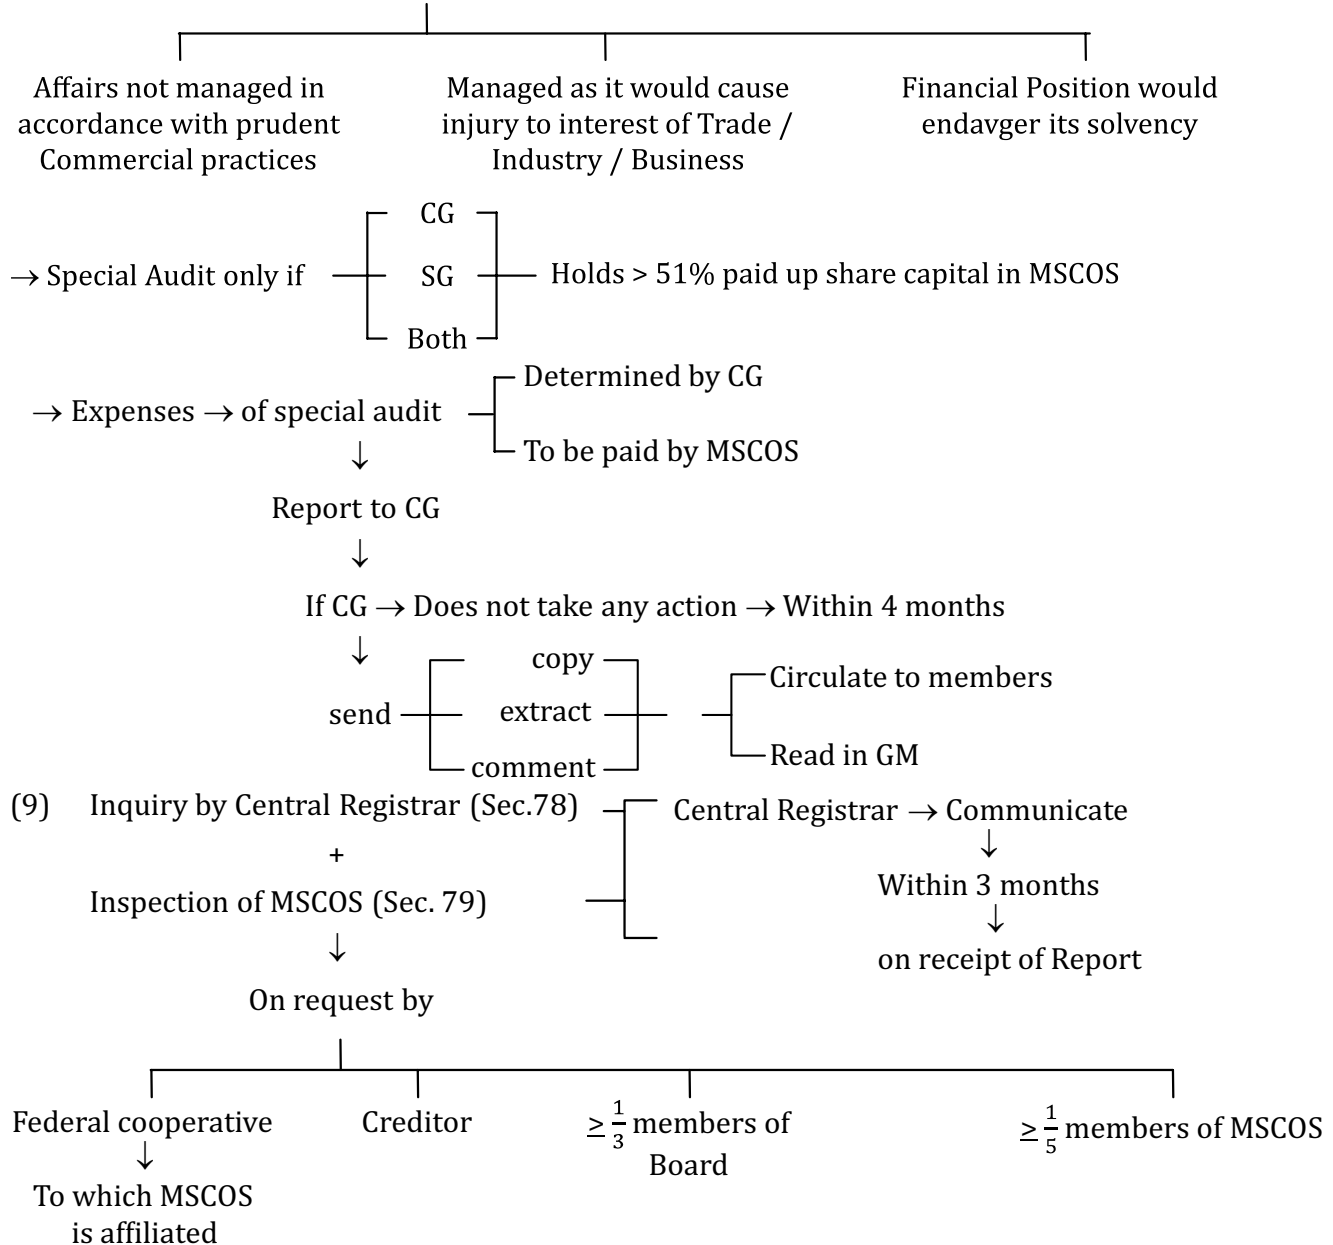 Affairs not managed in
accordance with prudent
Commercial practices
Managed as it would cause
injury to interest of Trade /
Industry / Business
Financial Position would
endavger its solvency
→ Special Audit only if
CG
SG
Both
Holds > 51% paid up share capital in MSCOS
→ Expenses → of special audit
Determined by CG
To be paid by MSCOS
↓
Report to CG
↓
If CG → Does not take any action → Within 4 months
↓
send
copy
extract
comment
Circulate to members
Read in GM
(9) Inquiry by Central Registrar (Sec.78)
+
Inspection of MSCOS (Sec. 79)
Central Registrar → Communicate
↓
Within 3 months
↓
on receipt of Report
↓
On request by
Federal cooperative
↓
To which MSCOS
is affiliated
Creditor
≥ 1/3 members of
Board
≥ 1/5 members of MSCOS